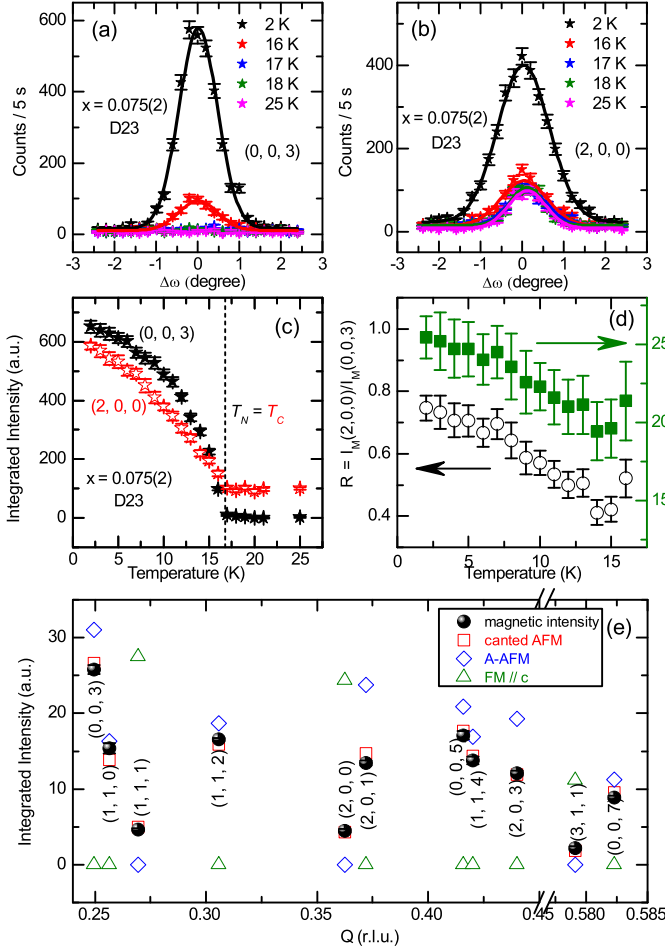 (a)
2 K
16 K
17 K
18 K
25 K
x = 0.075(2)
D23
(0, 0, 3)
Counts / 5 s
600
400
200
0
-3 -2 -1 0 1 2 3
Δω (degree)
(b)
2 K
16 K
17 K
18 K
25 K
x = 0.075(2)
D23
(2, 0, 0)
Counts / 5 s
400
200
0
-3 -2 -1 0 1 2 3
Δω (degree)
(c)
(0, 0, 3)
(2, 0, 0)
T_N = T_C
x = 0.075(2)
D23
Integrated Intensity (a.u.)
600
400
200
0
0 5 10 15 20 25
Temperature (K)
(d)
R = I_M(2,0,0)/I_M(0,0,3)
1.0
0.8
0.6
0.4
25
20
15
0 5 10 15
Temperature (K)
(e)
magnetic intensity
canted AFM
A-AFM
FM // c
Integrated Intensity (a.u.)
30
20
10
0
(0, 0, 3)
(1, 1, 0)
(1, 1, 1)
(1, 1, 2)
(2, 0, 0)
(2, 0, 1)
(0, 0, 5)
(1, 1, 4)
(2, 0, 3)
(3, 1, 1)
(0, 0, 7)
0.25 0.30 0.35 0.40 0.45 0.580 0.585
Q (r.l.u.)